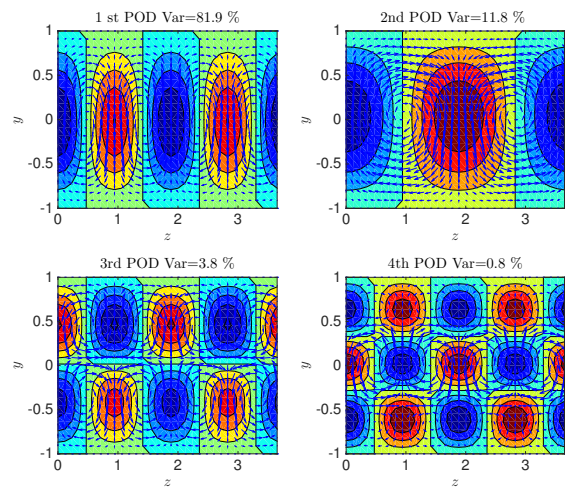 1 st POD Var=81.9 %
2nd POD Var=11.8 %
1
0.5
0
-0.5
-1
y
0 1 2 3
z
1
0.5
0
-0.5
-1
y
0 1 2 3
z
3rd POD Var=3.8 %
4th POD Var=0.8 %
1
0.5
0
-0.5
-1
y
0 1 2 3
z
1
0.5
0
-0.5
-1
y
0 1 2 3
z